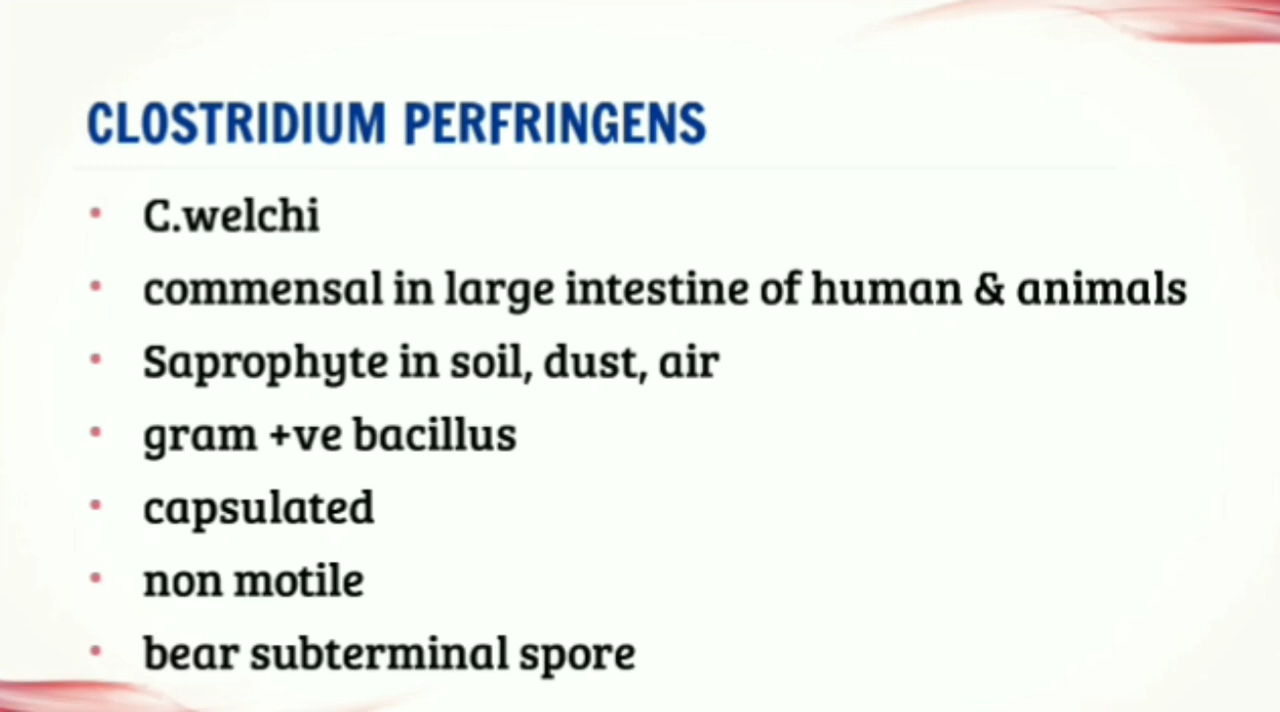 CLOSTRIDIUM PERFRINGENS
• C.welchi
• commensal in large intestine of human & animals
• Saprophyte in soil, dust, air
• gram +ve bacillus
• capsulated
• non motile
• bear subterminal spore